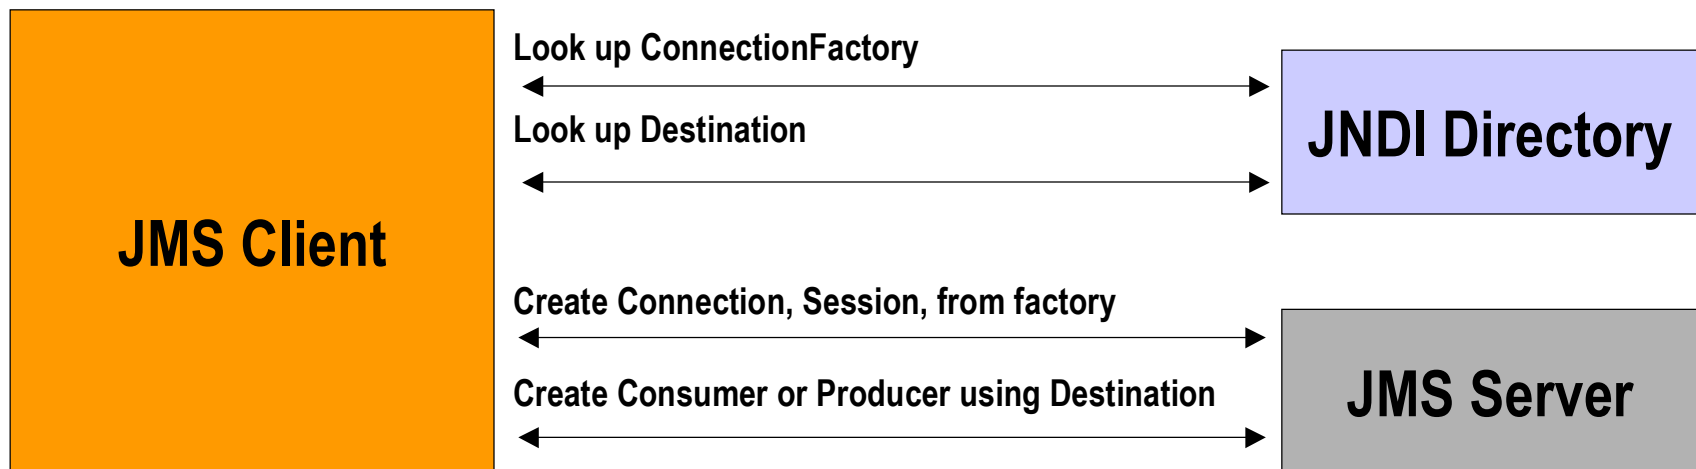 Look up ConnectionFactory
Look up Destination
JNDI Directory
JMS Client
Create Connection, Session, from factory
Create Consumer or Producer using Destination
JMS Server